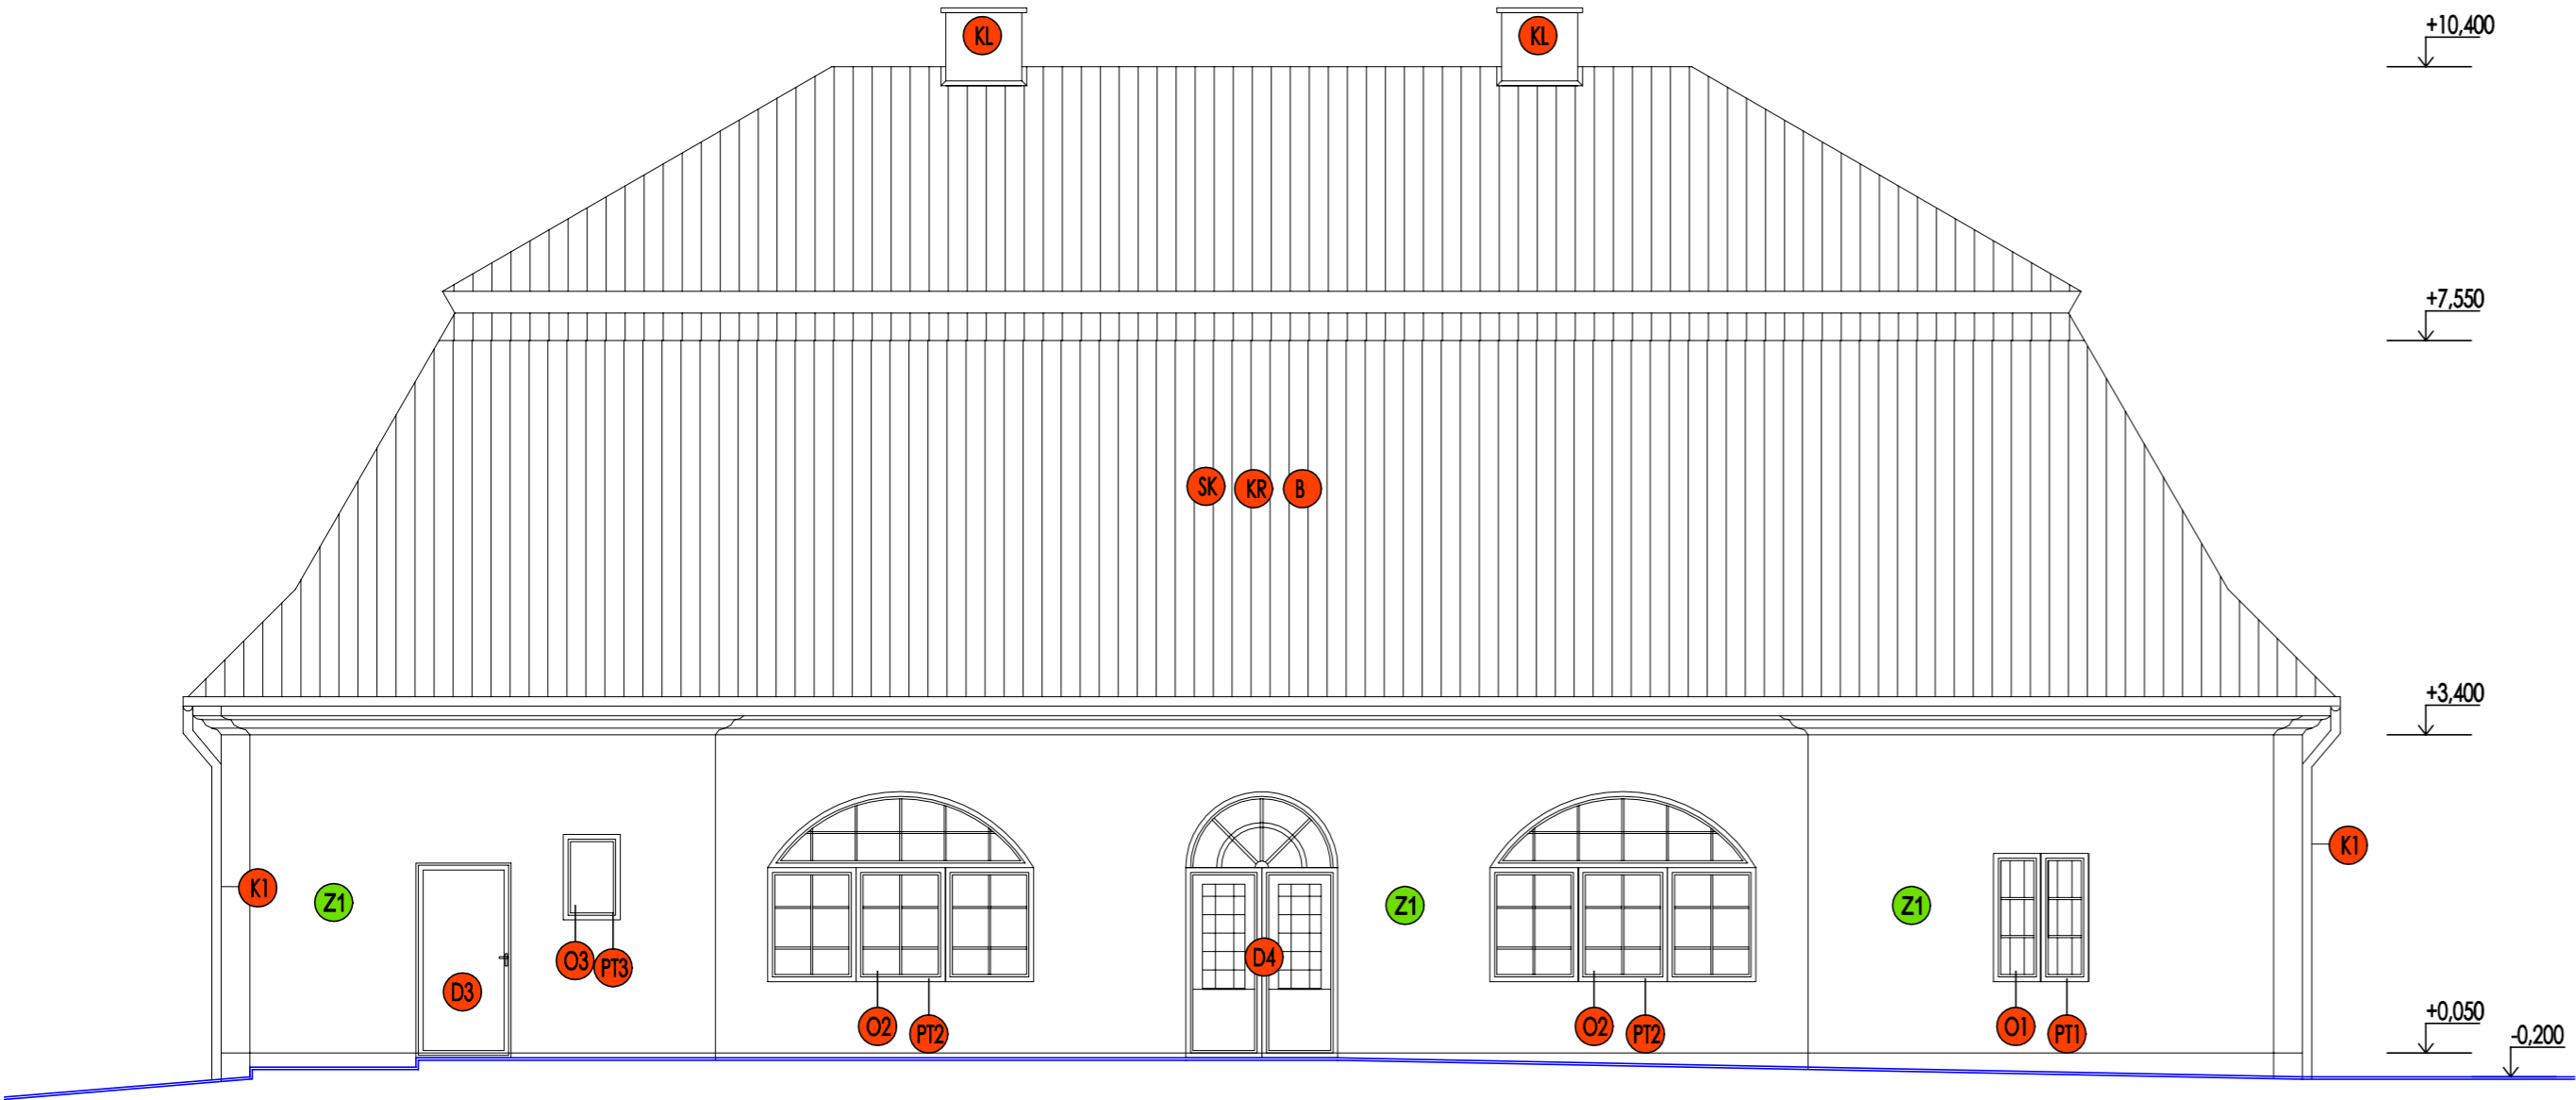 KL
KL
+10,400
+7,550
SK
KR
B
+3,400
K1
K1
Z1
Z1
Z1
O3
PT3
D4
D3
O2
PT2
O2
PT2
O1
PT1
+0,050
-0,200